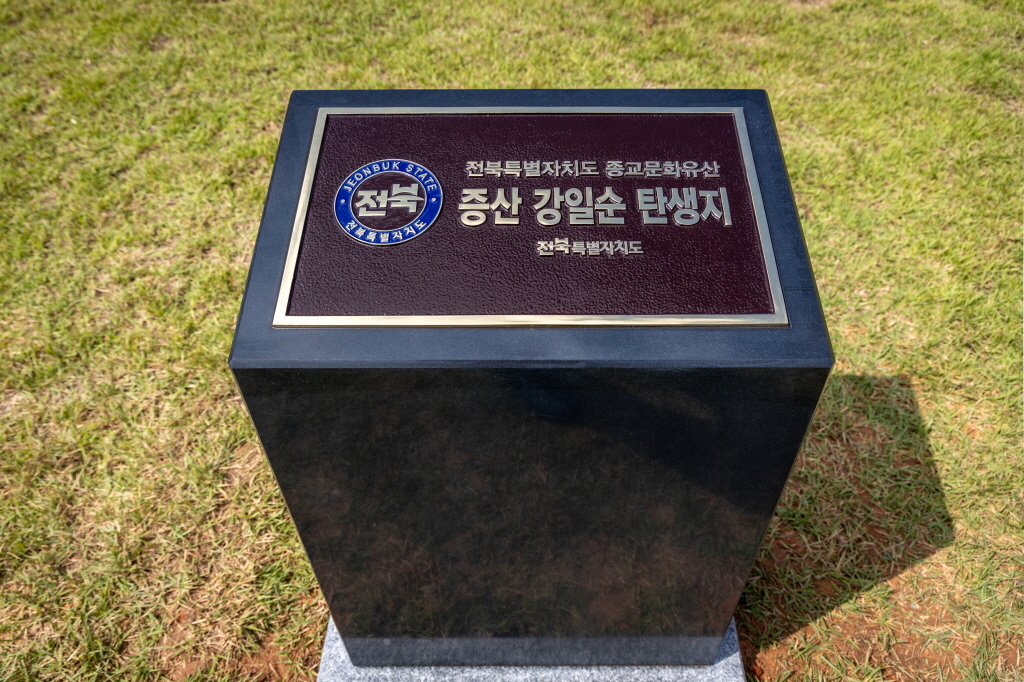 JEONBUK STATE
전북
전북특별자치도
전북특별자치도 종교문화유산
증산 강일순 탄생지
전북특별자치도